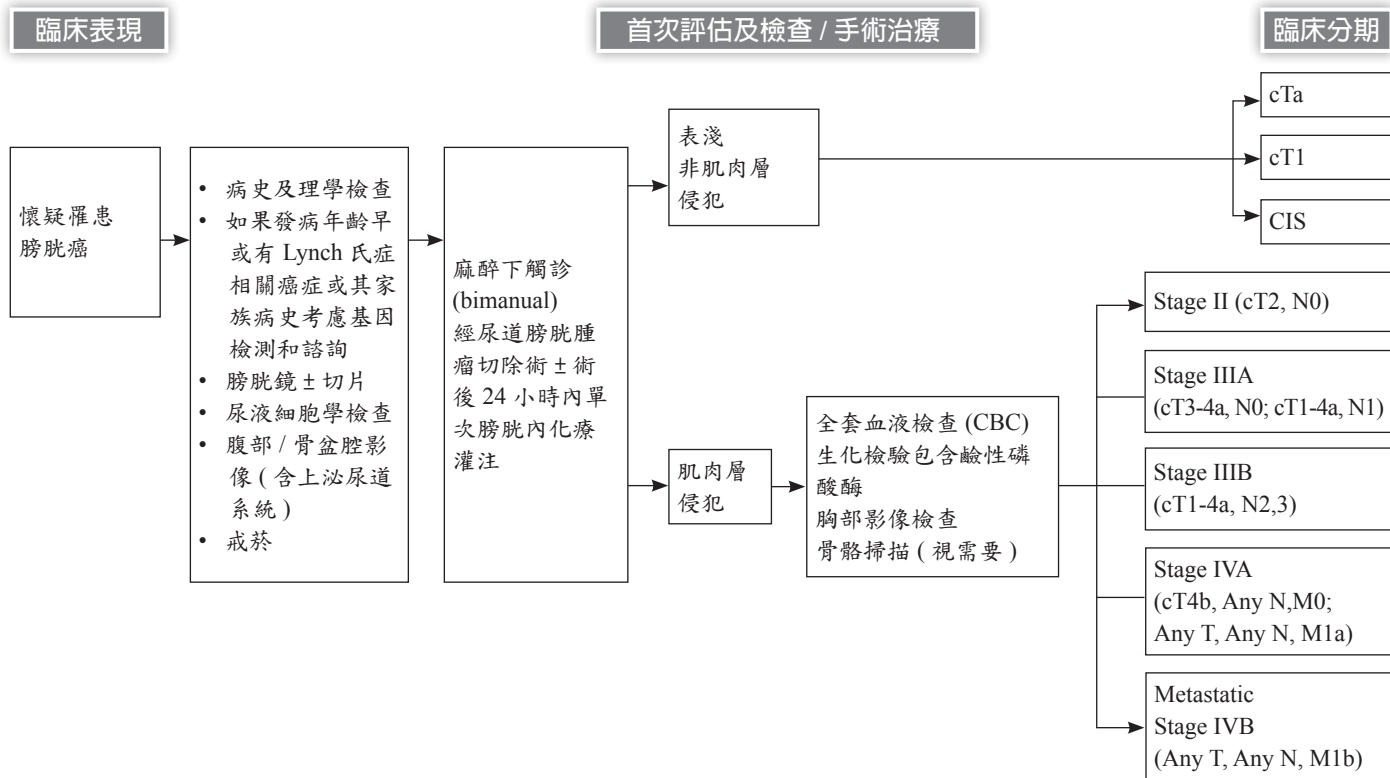 臨床表現
首次評估及檢查 / 手術治療
臨床分期
懷疑罹患
膀胱癌
• 病史及理學檢查
• 如果發病年齡早
或有 Lynch 氏症
相關癌症或其家
族病史考慮基因
檢測和諮詢
• 膀胱鏡 ± 切片
• 尿液細胞學檢查
• 腹部 / 骨盆腔影
像 ( 含上泌尿道
系統 )
• 戒菸
麻醉下觸診
(bimanual)
經尿道膀胱腫
瘤切除術 ± 術
後 24 小時內單
次膀胱內化療
灌注
表淺
非肌肉層
侵犯
cTa
cT1
CIS
肌肉層
侵犯
全套血液檢查 (CBC)
生化檢驗包含鹼性磷
酸酶
胸部影像檢查
骨骼掃描 ( 視需要 )
Stage II (cT2, N0)
Stage IIIA
(cT3-4a, N0; cT1-4a, N1)
Stage IIIB
(cT1-4a, N2,3)
Stage IVA
(cT4b, Any N,M0;
Any T, Any N, M1a)
Metastatic
Stage IVB
(Any T, Any N, M1b)